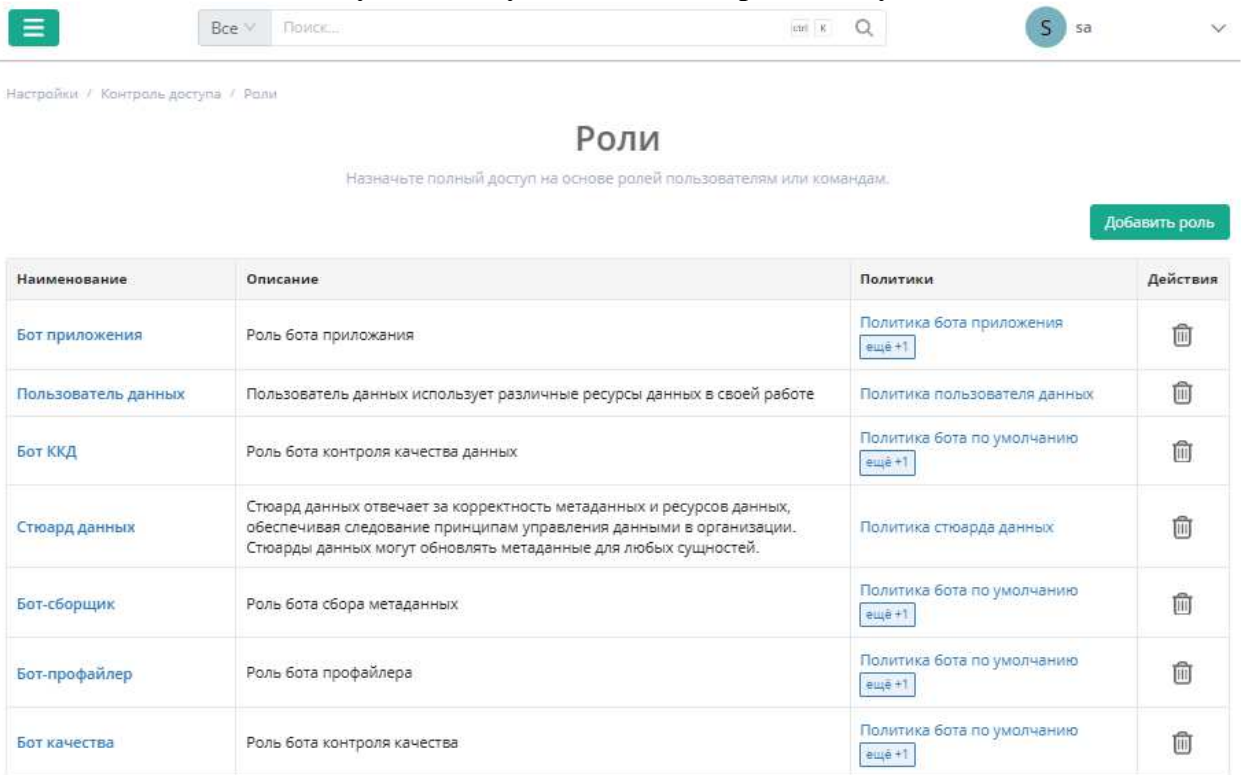 Все
Поиск...
ctrl K
S
sa
Настройки / Контроль доступа / Роли
Роли
Назначьте полный доступ на основе ролей пользователям или командам.
Добавить роль
Наименование Описание Политики Действия
Бот приложения
Роль бота приложания
Политика бота приложения
ещё +1
Пользователь данных
Пользователь данных использует различные ресурсы данных в своей работе
Политика пользователя данных
Бот ККД
Роль бота контроля качества данных
Политика бота по умолчанию
ещё +1
Стюард данных
Стюард данных отвечает за корректность метаданных и ресурсов данных,
обеспечивая следование принципам управления данными в организации.
Стюарды данных могут обновлять метаданные для любых сущностей.
Политика стюарда данных
Бот-сборщик
Роль бота сбора метаданных
Политика бота по умолчанию
ещё +1
Бот-профайлер
Роль бота профайлера
Политика бота по умолчанию
ещё +1
Бот качества
Роль бота контроля качества
Политика бота по умолчанию
ещё +1